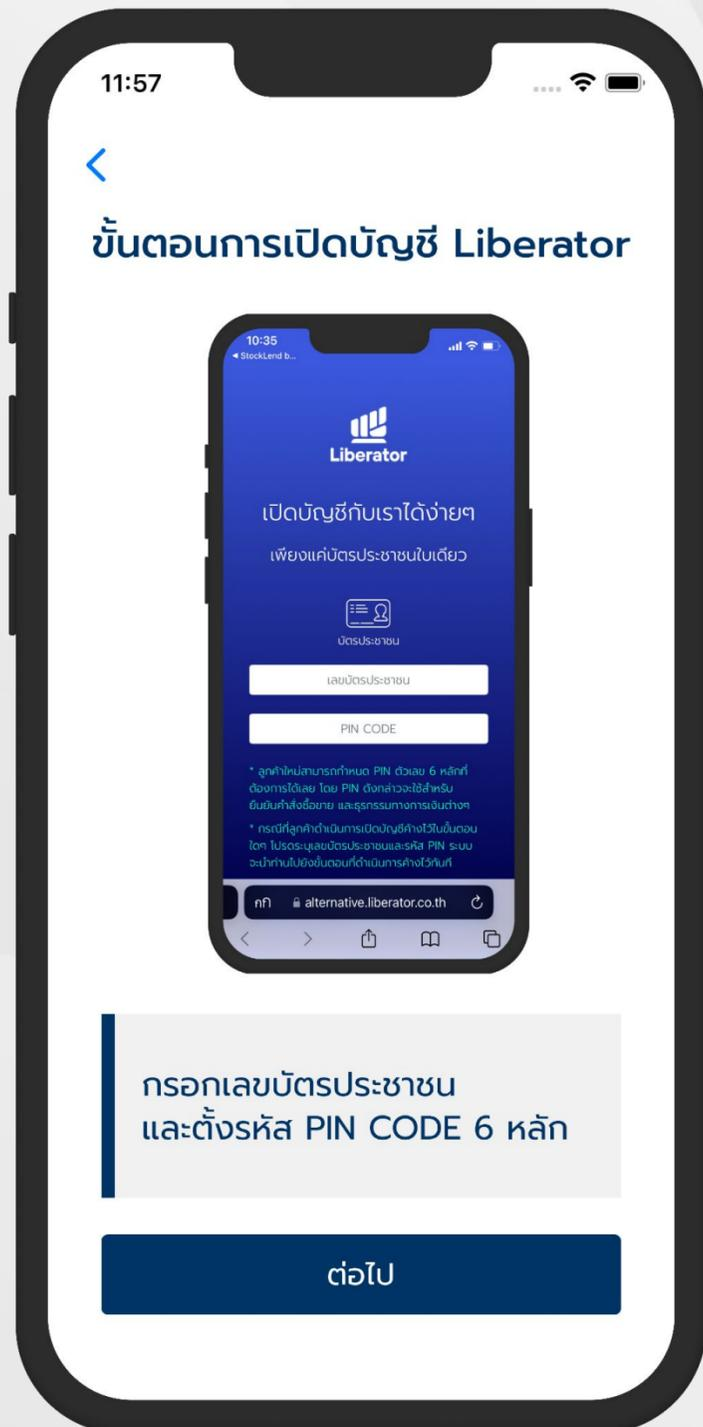 11:57
ขั้นตอนการเปิดบัญชี Liberator
10:35
StockLend b...
Liberator
เปิดบัญชีกับเราได้ง่ายๆ
เพียงแค่บัตรประชาชนใบเดียว
บัตรประชาชน
เลขบัตรประชาชน
PIN CODE
* ลูกค้าใหม่สามารถกำหนด PIN ตัวเลข 6 หลักที่
ต้องการได้เลย โดย PIN ดังกล่าวจะใช้สำหรับ
ยืนยันคำสั่งซื้อขาย และธุรกรรมทางการเงินต่างๆ
* กรณีที่ลูกค้าดำเนินการเปิดบัญชีค้างไว้ในขั้นตอน
ใดๆ โปรดระบุเลขบัตรประชาชนและรหัส PIN ระบบ
จะนำท่านไปยังขั้นตอนที่ดำเนินการค้างไว้ทันที
กก alternative.liberator.co.th
กรอกเลขบัตรประชาชน
และตั้งรหัส PIN CODE 6 หลัก
ต่อไป